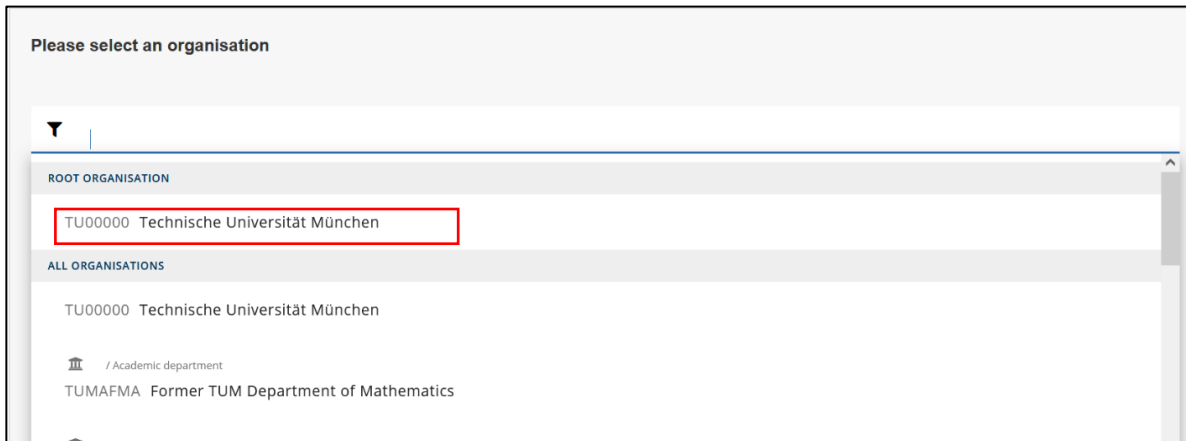 Please select an organisation
ROOT ORGANISATION
TU00000 Technische Universität München
ALL ORGANISATIONS
TU00000 Technische Universität München
/ Academic department
TUMAFMA Former TUM Department of Mathematics